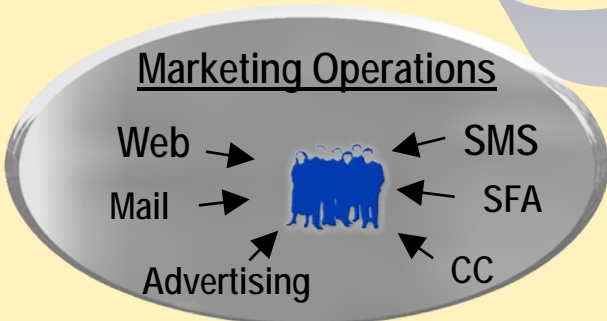 Marketing Operations
Web
SMS
Mail
SFA
Advertising
CC